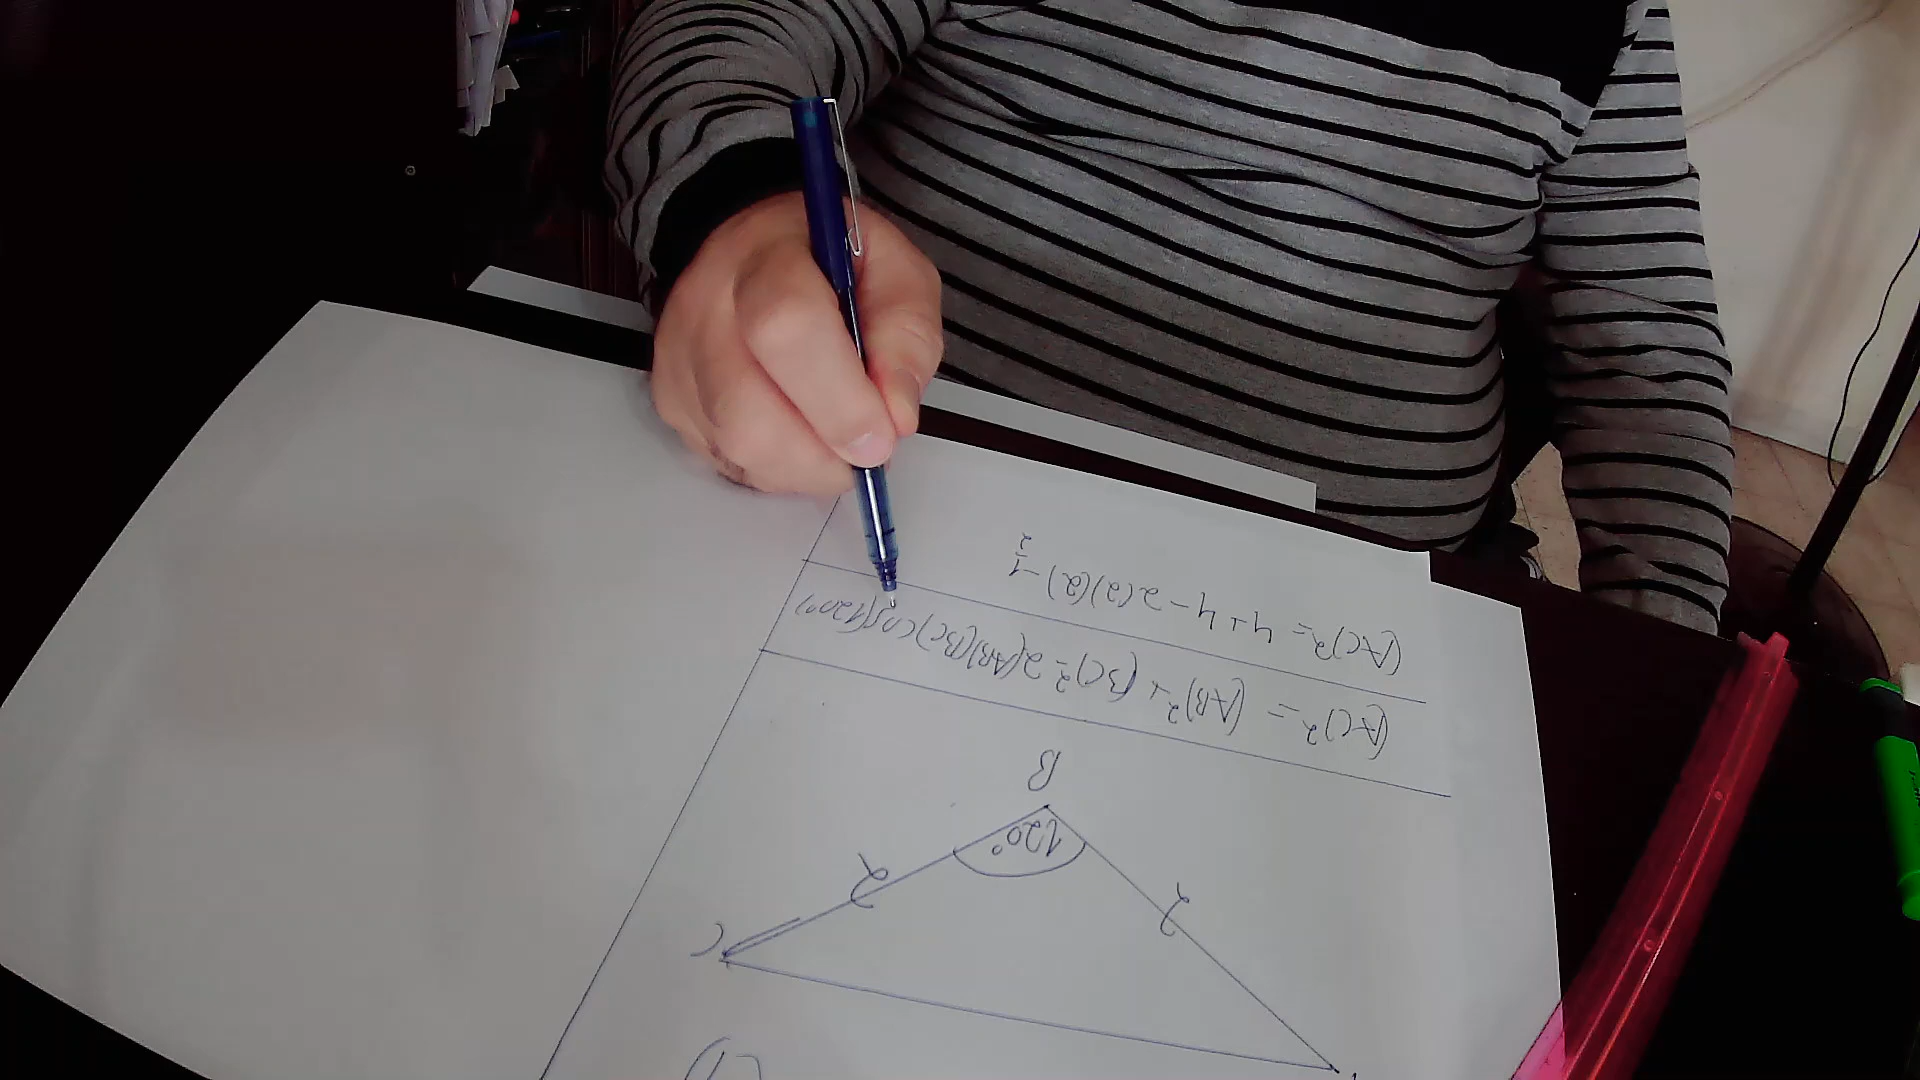 B
120°
2
2
C
(AC)² = (AB)² + (BC)² - 2(AB)(BC) cos(120°)
(AC)² = 4 + 4 - 2(2)(2) -1/2